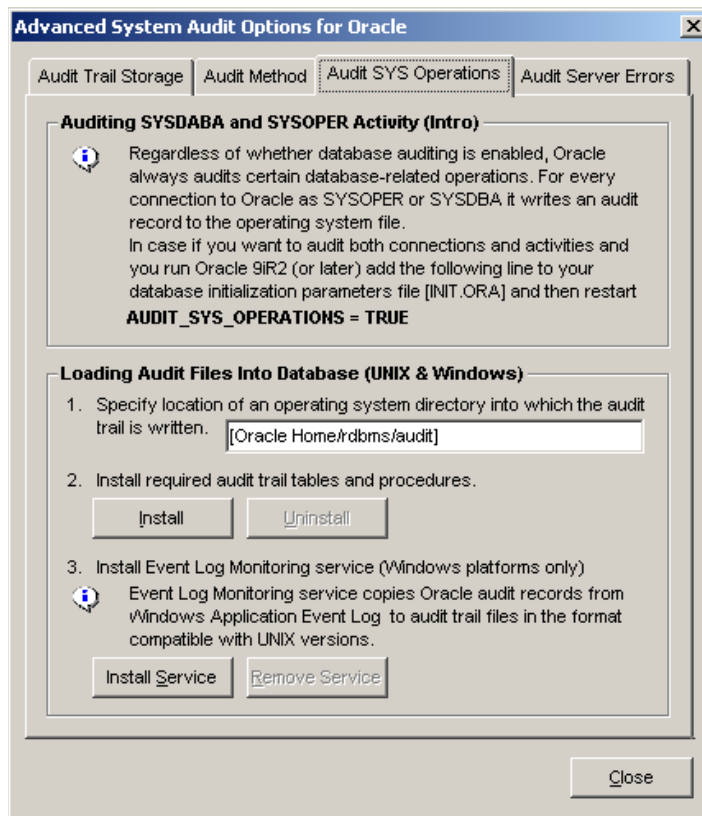 Advanced System Audit Options for Oracle
Audit Trail Storage
Audit Method
Audit SYS Operations
Audit Server Errors
Auditing SYSDABA and SYSOPER Activity (Intro)
Regardless of whether database auditing is enabled, Oracle
always audits certain database-related operations. For every
connection to Oracle as SYSOPER or SYSDBA it writes an audit
record to the operating system file.
In case if you want to audit both connections and activities and
you run Oracle 9iR2 (or later) add the following line to your
database initialization parameters file [INIT.ORA] and then restart
AUDIT_SYS_OPERATIONS = TRUE
Loading Audit Files Into Database (UNIX & Windows)
1. Specify location of an operating system directory into which the audit
trail is written. [Oracle Home/rdbms/audit]
2. Install required audit trail tables and procedures.
Install
Uninstall
3. Install Event Log Monitoring service (Windows platforms only)
Event Log Monitoring service copies Oracle audit records from
Windows Application Event Log to audit trail files in the format
compatible with UNIX versions.
Install Service
Remove Service
Close